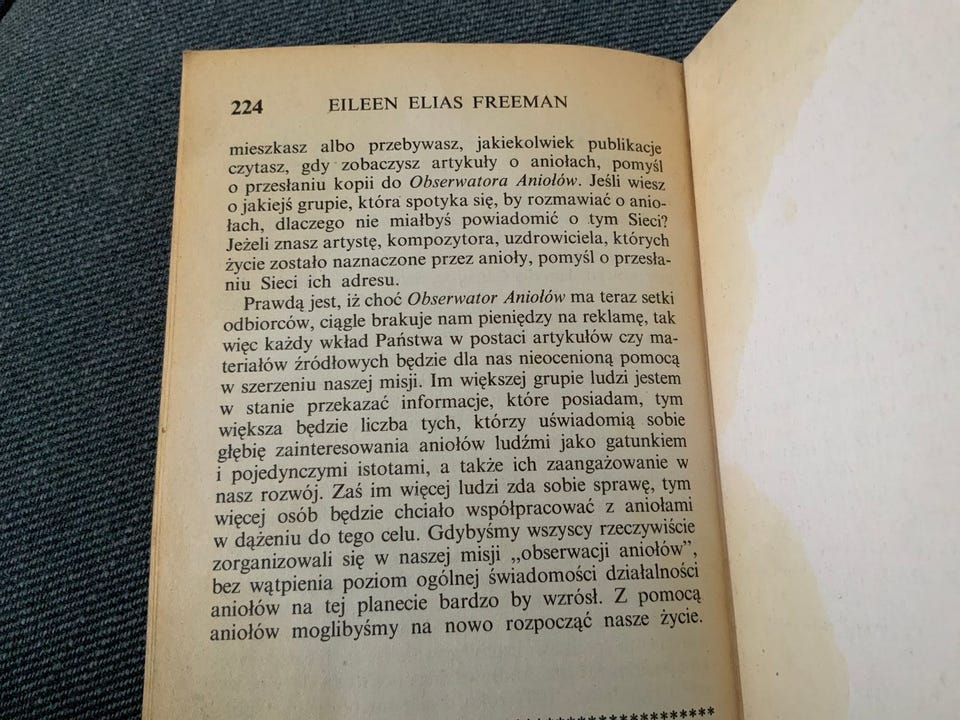 224 EILEEN ELIAS FREEMAN
mieszkasz albo przebywasz, jakiekolwiek publikacje
czytasz, gdy zobaczysz artykuły o aniołach, pomyśl
o przesłaniu kopii do Obserwatora Aniołów. Jeśli wiesz
o jakiejś grupie, która spotyka się, by rozmawiać o anio-
łach, dlaczego nie miałbyś powiadomić o tym Sieci?
Jeżeli znasz artystę, kompozytora, uzdrowiciela, których
życie zostało naznaczone przez anioły, pomyśl o przesła-
niu Sieci ich adresu.
Prawdą jest, iż choć Obserwator Aniołów ma teraz setki
odbiorców, ciągle brakuje nam pieniędzy na reklamę, tak
więc każdy wkład Państwa w postaci artykułów czy ma-
teriałów źródłowych będzie dla nas nieocenioną pomocą
w szerzeniu naszej misji. Im większej grupie ludzi jestem
w stanie przekazać informacje, które posiadam, tym
większa będzie liczba tych, którzy uświadomią sobie
głębię zainteresowania aniołów ludźmi jako gatunkiem
i pojedynczymi istotami, a także ich zaangażowanie w
nasz rozwój. Zaś im więcej ludzi zda sobie sprawę, tym
więcej osób będzie chciało współpracować z aniołami
w dążeniu do tego celu. Gdybyśmy wszyscy rzeczywiście
zorganizowali się w naszej misji „obserwacji aniołów”,
bez wątpienia poziom ogólnej świadomości działalności
aniołów na tej planecie bardzo by wzrósł. Z pomocą
aniołów moglibyśmy na nowo rozpocząć nasze życie.